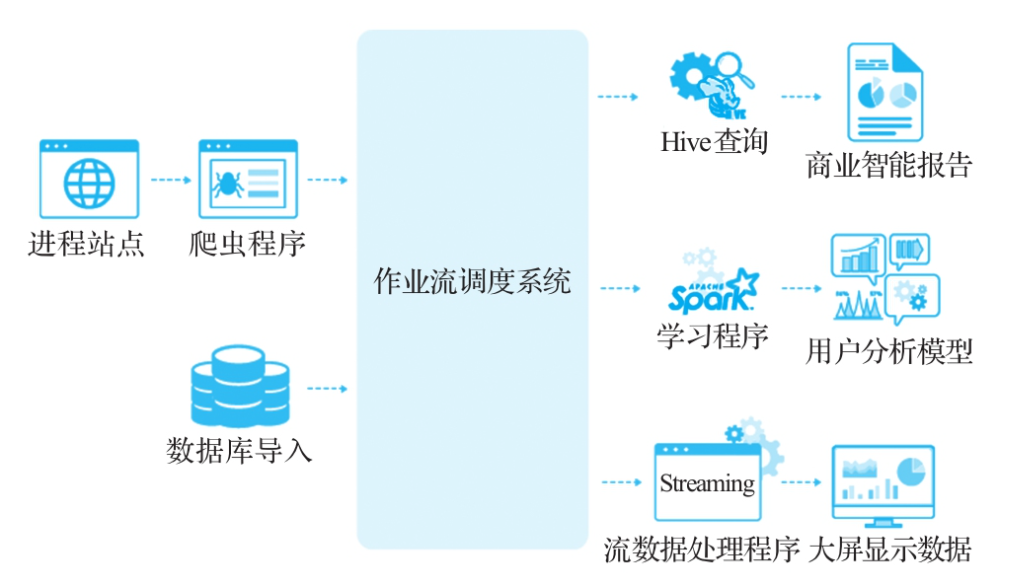 进程站点
爬虫程序
数据库导入
作业流调度系统
Hive查询
商业智能报告
APACHE
Spark
学习程序
用户分析模型
Streaming
流数据处理程序
大屏显示数据